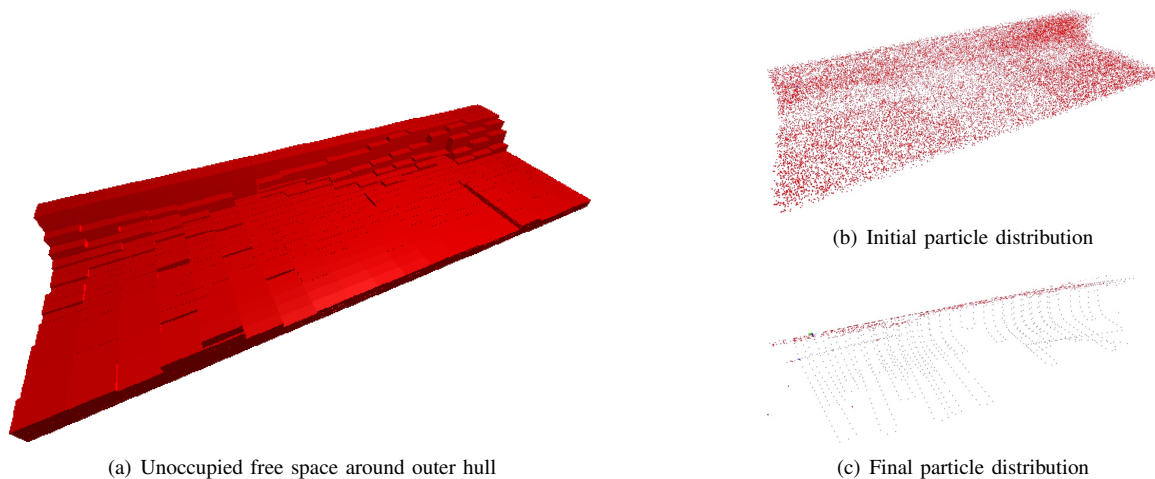 (a) Unoccupied free space around outer hull
(b) Initial particle distribution
(c) Final particle distribution